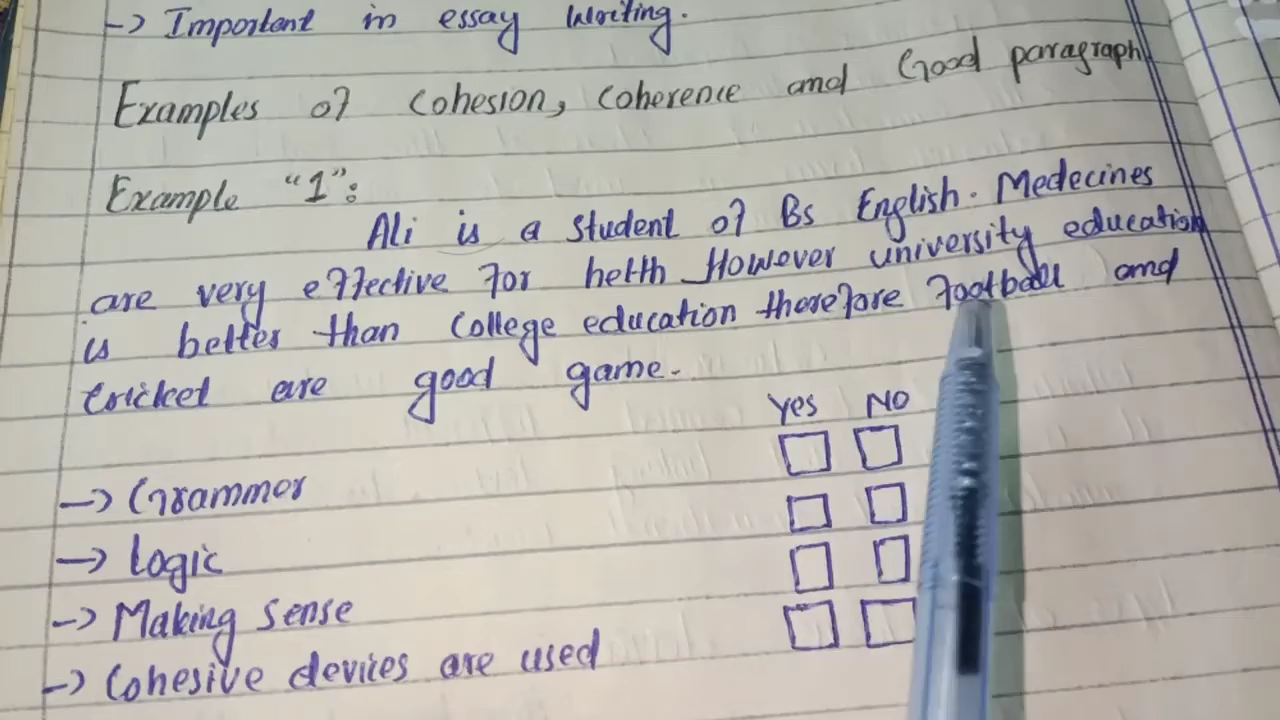 -> Important in essay writing.
Examples of Cohesion, Coherence and Good paragraph
Example "1":
Ali is a student of Bs English. Medecines
are very effective for helth However university education
is better than College education therefore football and
cricket are good game.
Yes No
-> Grammer
-> Logic
-> Making Sense
-> Cohesive devices are used